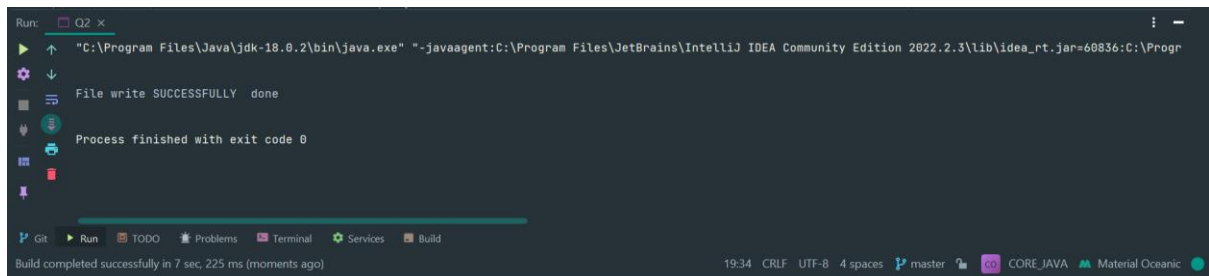 Run: Q2 ×
"C:\Program Files\Java\jdk-18.0.2\bin\java.exe" "-javaagent:C:\Program Files\JetBrains\IntelliJ IDEA Community Edition 2022.2.3\lib\idea_rt.jar=60836:C:\Progr
File write SUCCESSFULLY  done
Process finished with exit code 0
Git Run TODO Problems Terminal Services Build
Build completed successfully in 7 sec, 225 ms (moments ago) 19:34 CRLF UTF-8 4 spaces master CO CORE_JAVA Material Oceanic